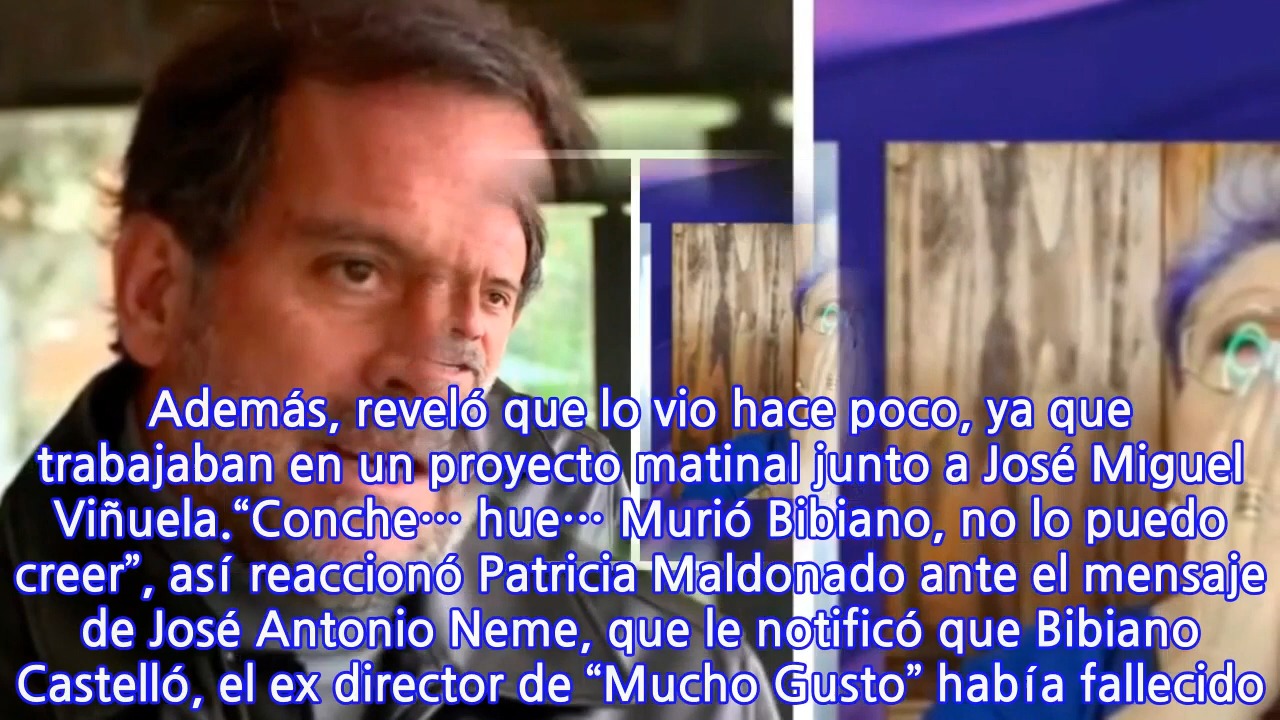 Además, reveló que lo vio hace poco, ya que
trabajaban en un proyecto matinal junto a José Miguel
Viñuela.“Conche… hue… Murió Bibiano, no lo puedo
creer”, así reaccionó Patricia Maldonado ante el mensaje
de José Antonio Neme, que le notificó que Bibiano
Castelló, el ex director de “Mucho Gusto” había fallecido